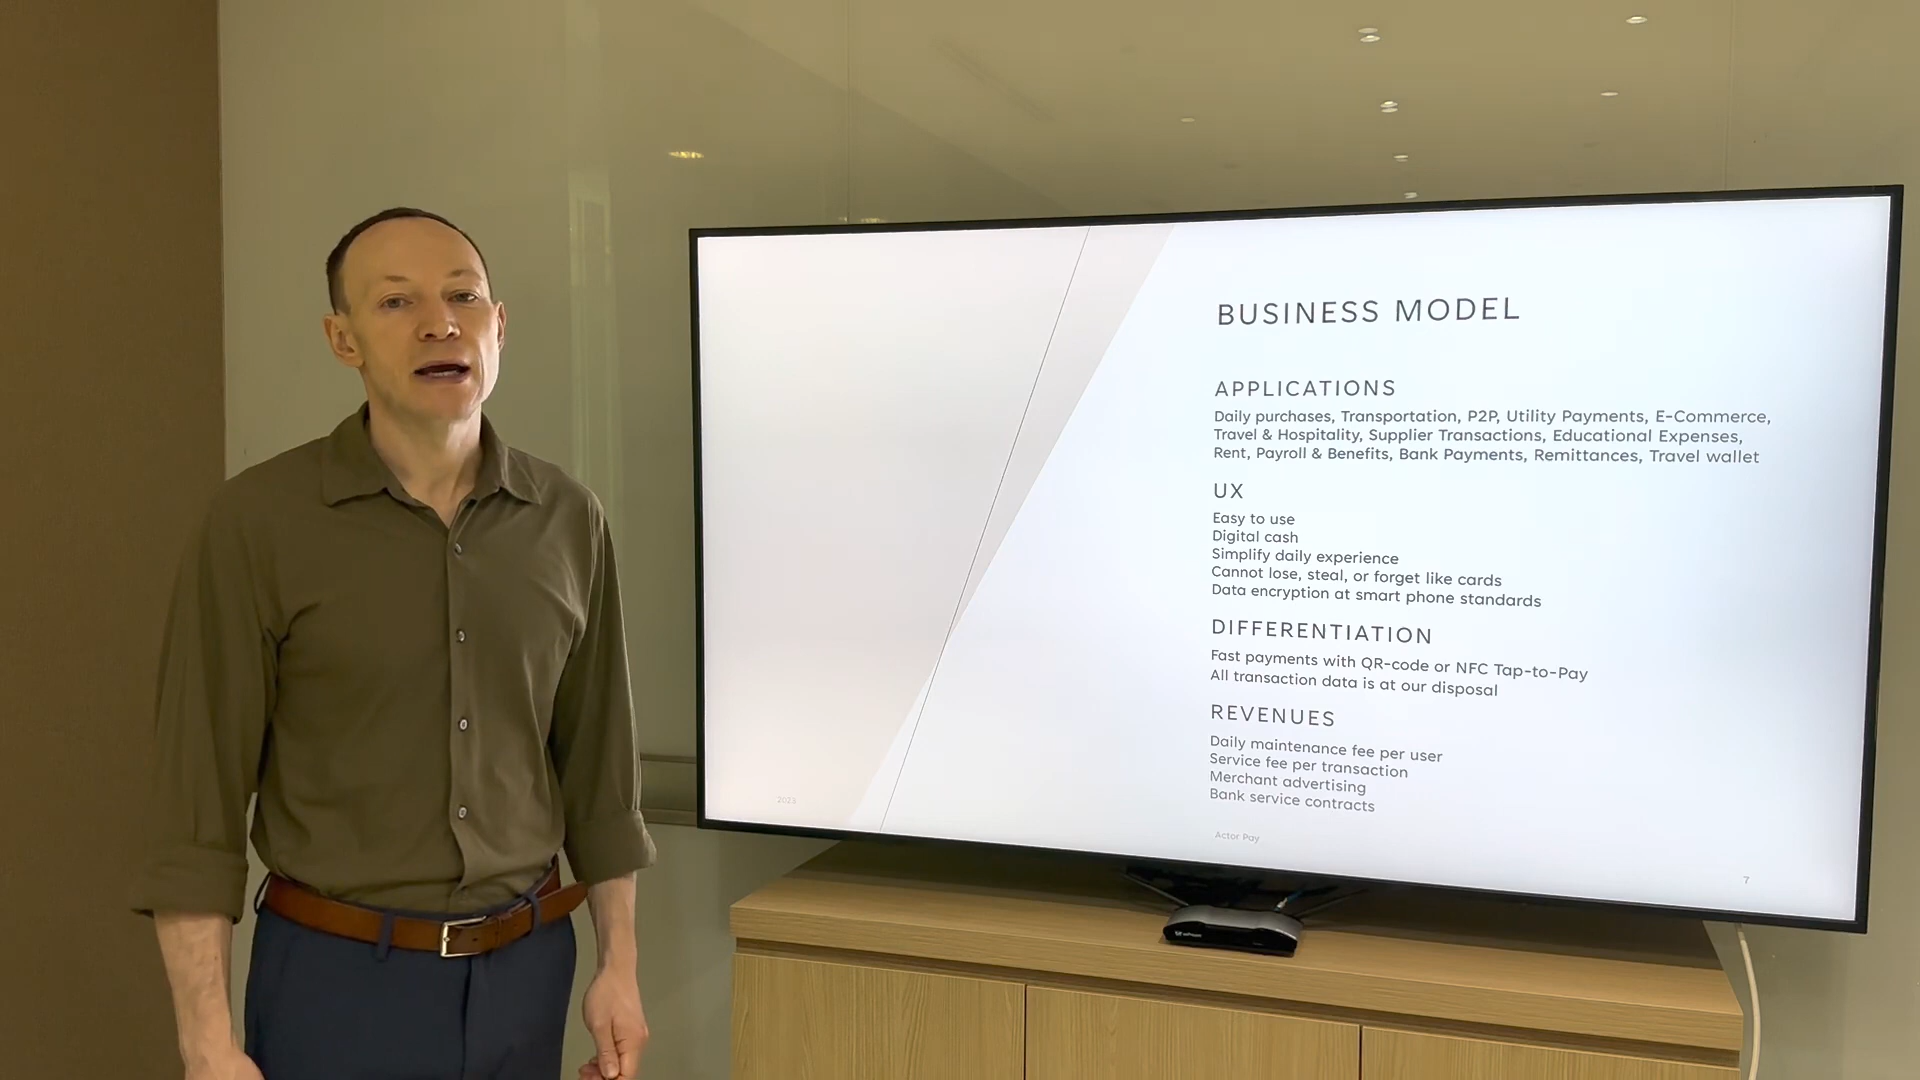 BUSINESS MODEL
APPLICATIONS
Daily purchases, Transportation, P2P, Utility Payments, E-Commerce,
Travel & Hospitality, Supplier Transactions, Educational Expenses,
Rent, Payroll & Benefits, Bank Payments, Remittances, Travel wallet
UX
Easy to use
Digital cash
Simplify daily experience
Cannot lose, steal, or forget like cards
Data encryption at smart phone standards
DIFFERENTIATION
Fast payments with QR-code or NFC Tap-to-Pay
All transaction data is at our disposal
REVENUES
Daily maintenance fee per user
Service fee per transaction
Merchant advertising
Bank service contracts
2023
Actor Pay
7